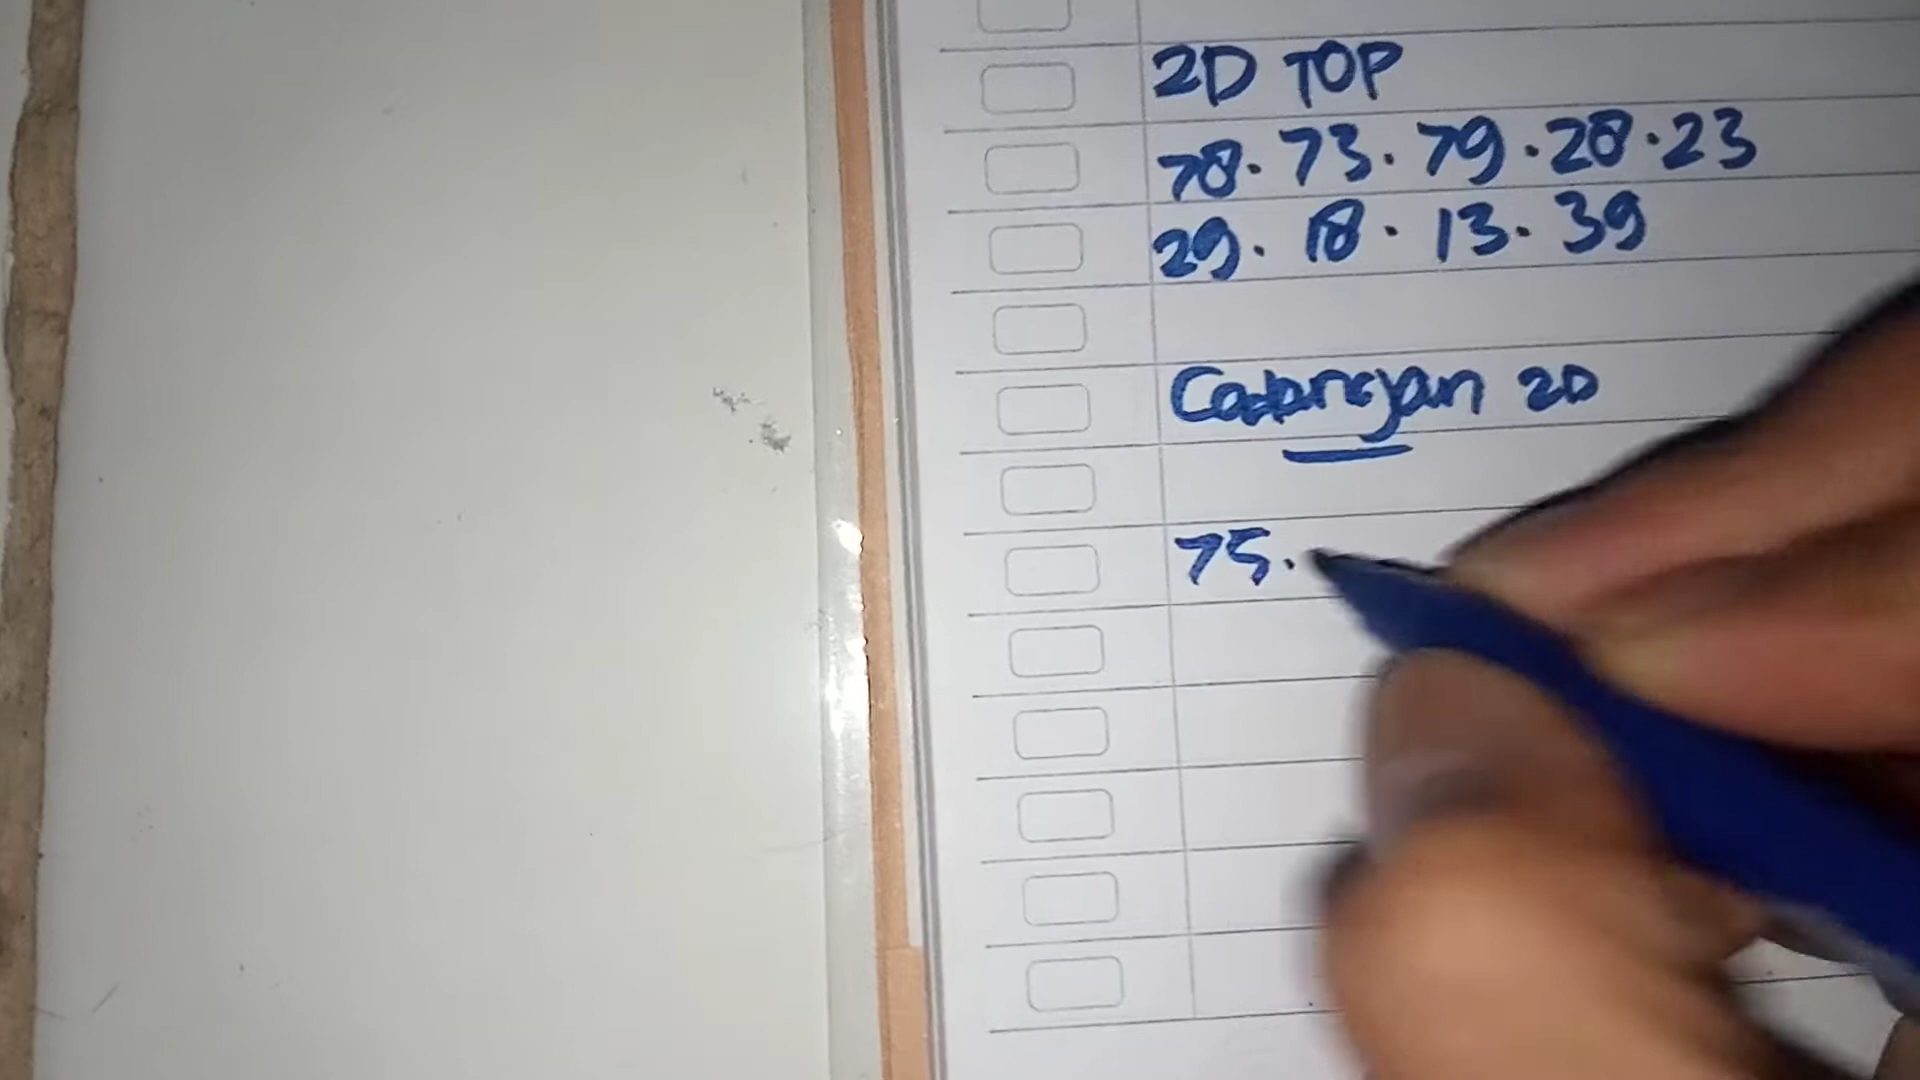 2D TOP
78. 73. 79. 28. 23
29. 18. 13. 39
Cadangan 2D
75.